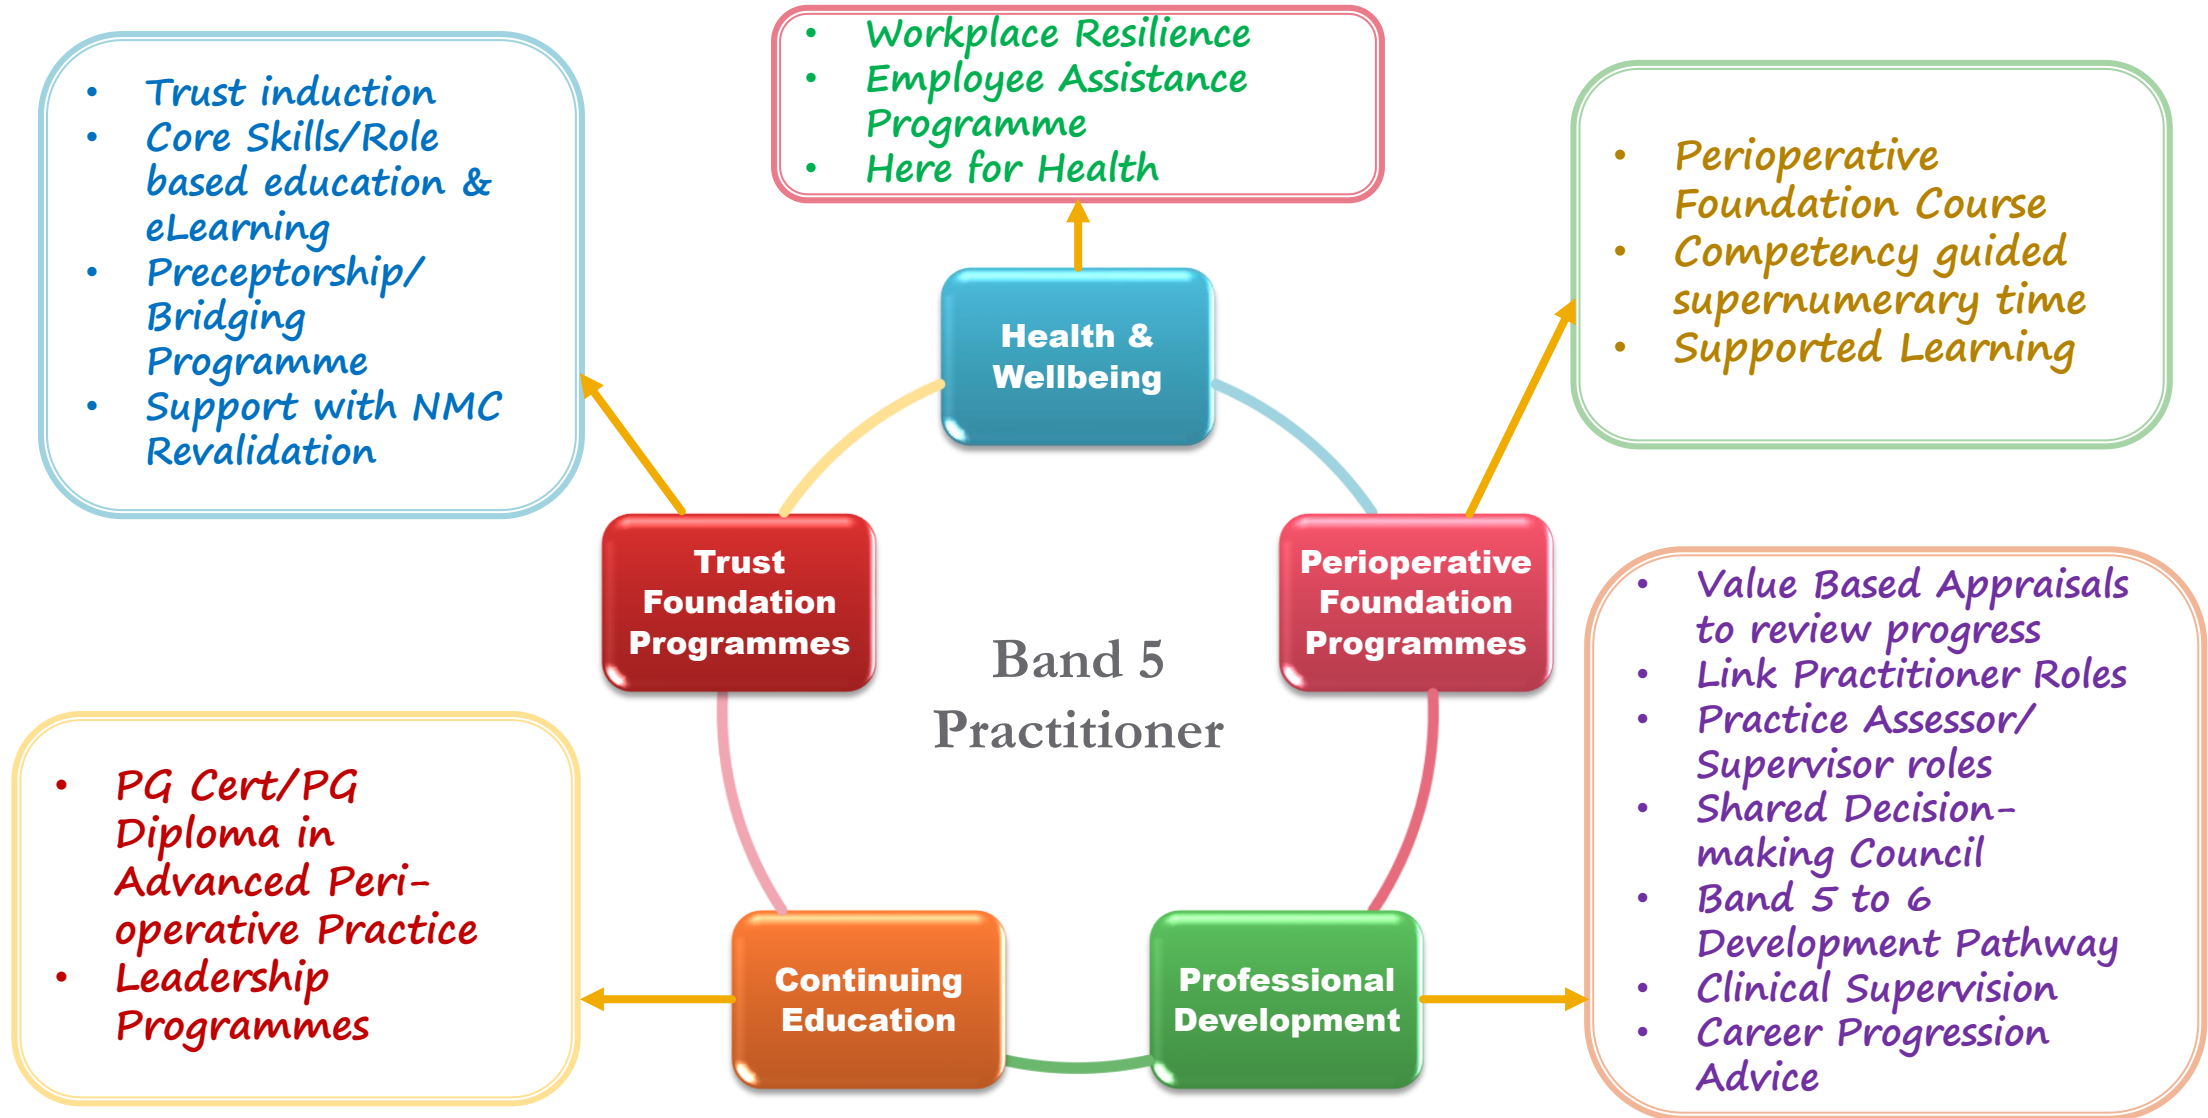 • Workplace Resilience
• Employee Assistance
Programme
• Here for Health
• Trust induction
• Core Skills/Role
based education &
eLearning
• Preceptorship/
Bridging
Programme
• Support with NMC
Revalidation
• Perioperative
Foundation Course
• Competency guided
supernumerary time
• Supported Learning
Health &
Wellbeing
Trust
Foundation
Programmes
Perioperative
Foundation
Programmes
Band 5
Practitioner
• Value Based Appraisals
to review progress
• Link Practitioner Roles
• Practice Assessor/
Supervisor roles
• Shared Decision-
making Council
• Band 5 to 6
Development Pathway
• Clinical Supervision
• Career Progression
Advice
• PG Cert/PG
Diploma in
Advanced Peri-
operative Practice
• Leadership
Programmes
Continuing
Education
Professional
Development